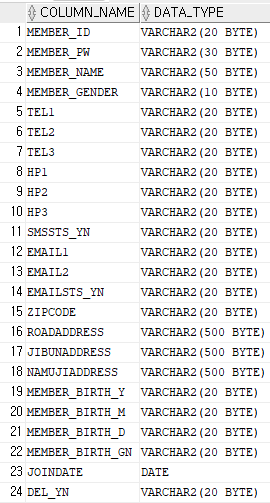 COLUMN_NAME DATA_TYPE
1 MEMBER_ID VARCHAR2(20 BYTE)
2 MEMBER_PW VARCHAR2(30 BYTE)
3 MEMBER_NAME VARCHAR2(50 BYTE)
4 MEMBER_GENDER VARCHAR2(10 BYTE)
5 TEL1 VARCHAR2(20 BYTE)
6 TEL2 VARCHAR2(20 BYTE)
7 TEL3 VARCHAR2(20 BYTE)
8 HP1 VARCHAR2(20 BYTE)
9 HP2 VARCHAR2(20 BYTE)
10 HP3 VARCHAR2(20 BYTE)
11 SMSSTS_YN VARCHAR2(20 BYTE)
12 EMAIL1 VARCHAR2(20 BYTE)
13 EMAIL2 VARCHAR2(20 BYTE)
14 EMAILSTS_YN VARCHAR2(20 BYTE)
15 ZIPCODE VARCHAR2(20 BYTE)
16 ROADADDRESS VARCHAR2(500 BYTE)
17 JIBUNADDRESS VARCHAR2(500 BYTE)
18 NAMUJIADDRESS VARCHAR2(500 BYTE)
19 MEMBER_BIRTH_Y VARCHAR2(20 BYTE)
20 MEMBER_BIRTH_M VARCHAR2(20 BYTE)
21 MEMBER_BIRTH_D VARCHAR2(20 BYTE)
22 MEMBER_BIRTH_GN VARCHAR2(20 BYTE)
23 JOINDATE DATE
24 DEL_YN VARCHAR2(20 BYTE)